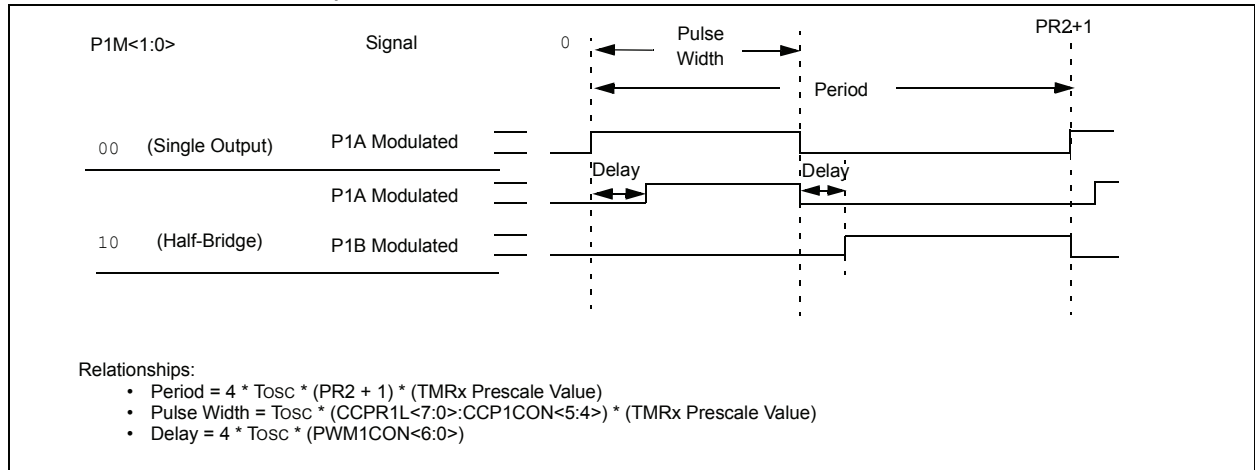 P1M<1:0> Signal 0 Pulse Width PR2+1
Period
00 (Single Output) P1A Modulated
Delay Delay
P1A Modulated
10 (Half-Bridge) P1B Modulated
Relationships:
• Period = 4 * TOSC * (PR2 + 1) * (TMRx Prescale Value)
• Pulse Width = TOSC * (CCPR1L<7:0>:CCP1CON<5:4>) * (TMRx Prescale Value)
• Delay = 4 * TOSC * (PWM1CON<6:0>)